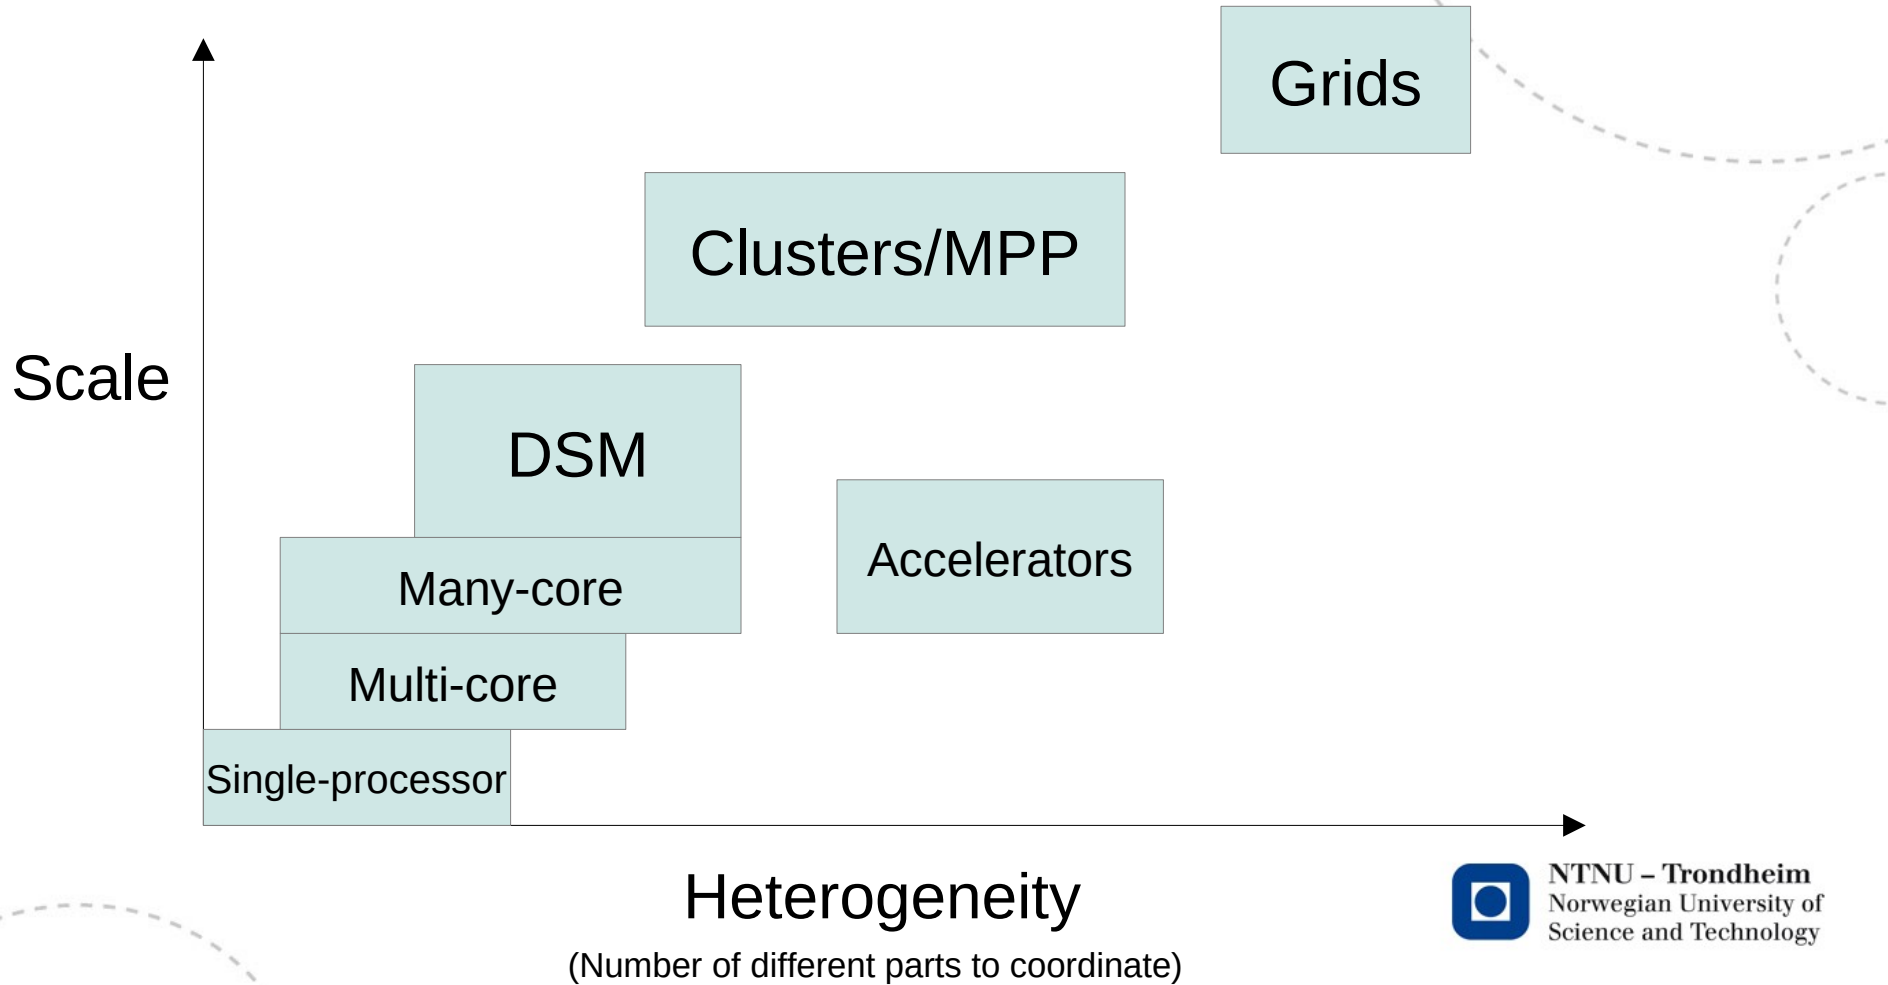 Grids
Clusters/MPP
Scale
DSM
Accelerators
Many-core
Multi-core
Single-processor
Heterogeneity
(Number of different parts to coordinate)
NTNU – Trondheim
Norwegian University of
Science and Technology